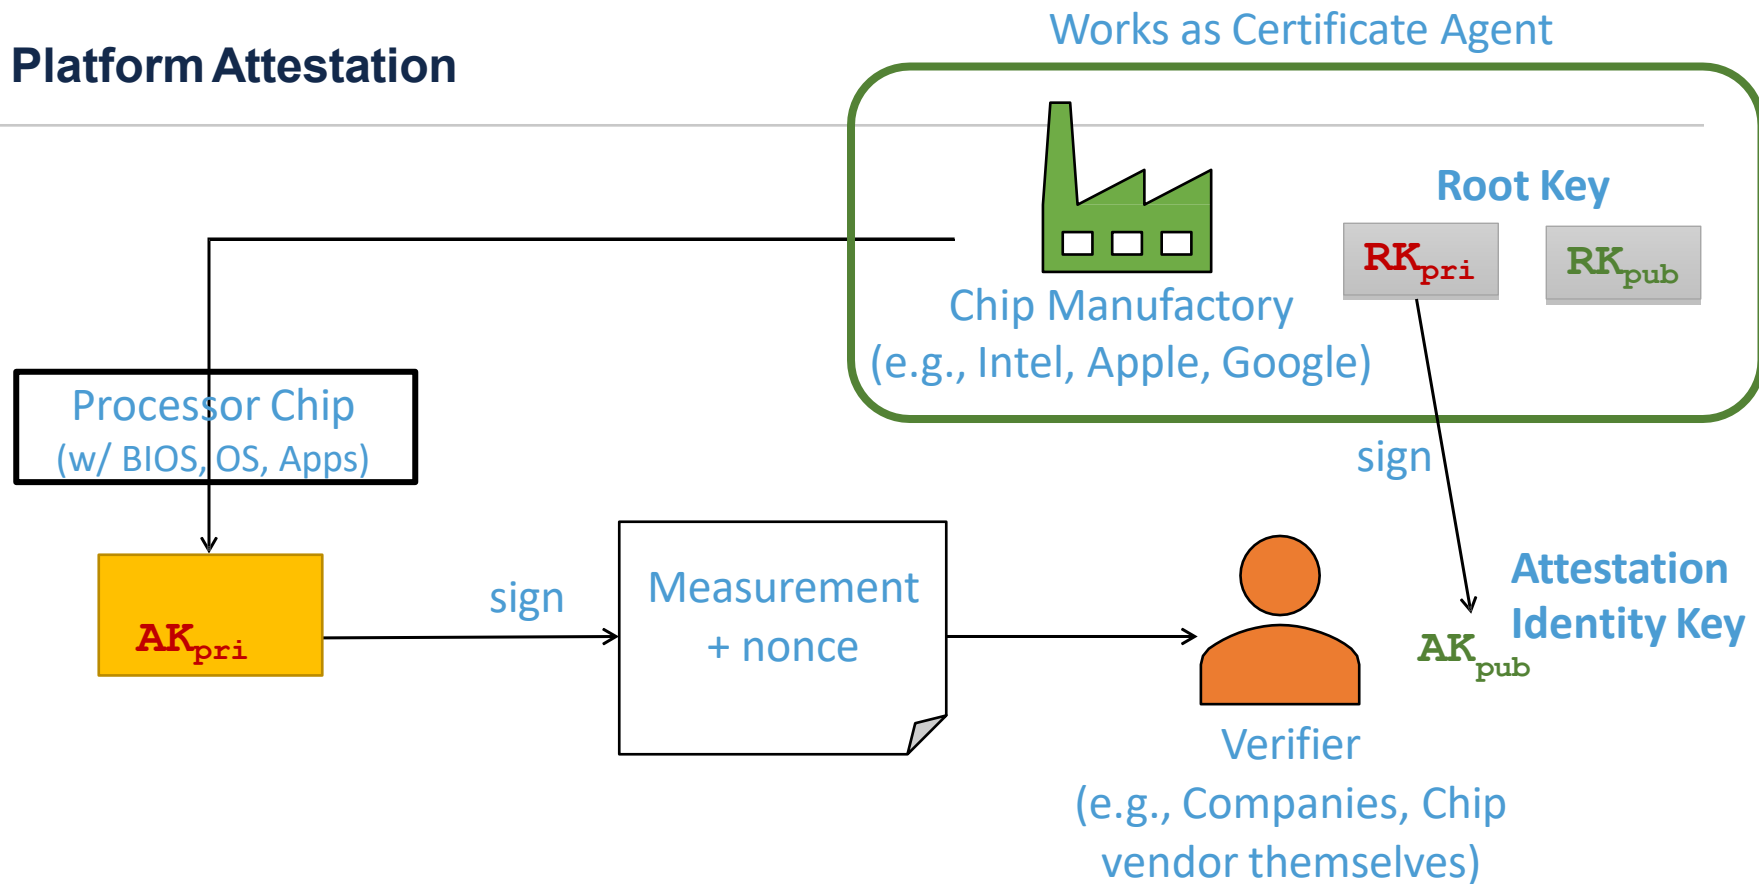 Works as Certificate Agent
Platform Attestation
Root Key
RKpri
RKpub
Chip Manufactory
(e.g., Intel, Apple, Google)
Processor Chip
(w/ BIOS, OS, Apps)
sign
AKpri
sign
Measurement
+ nonce
Attestation
Identity Key
AKpub
Verifier
(e.g., Companies, Chip
vendor themselves)